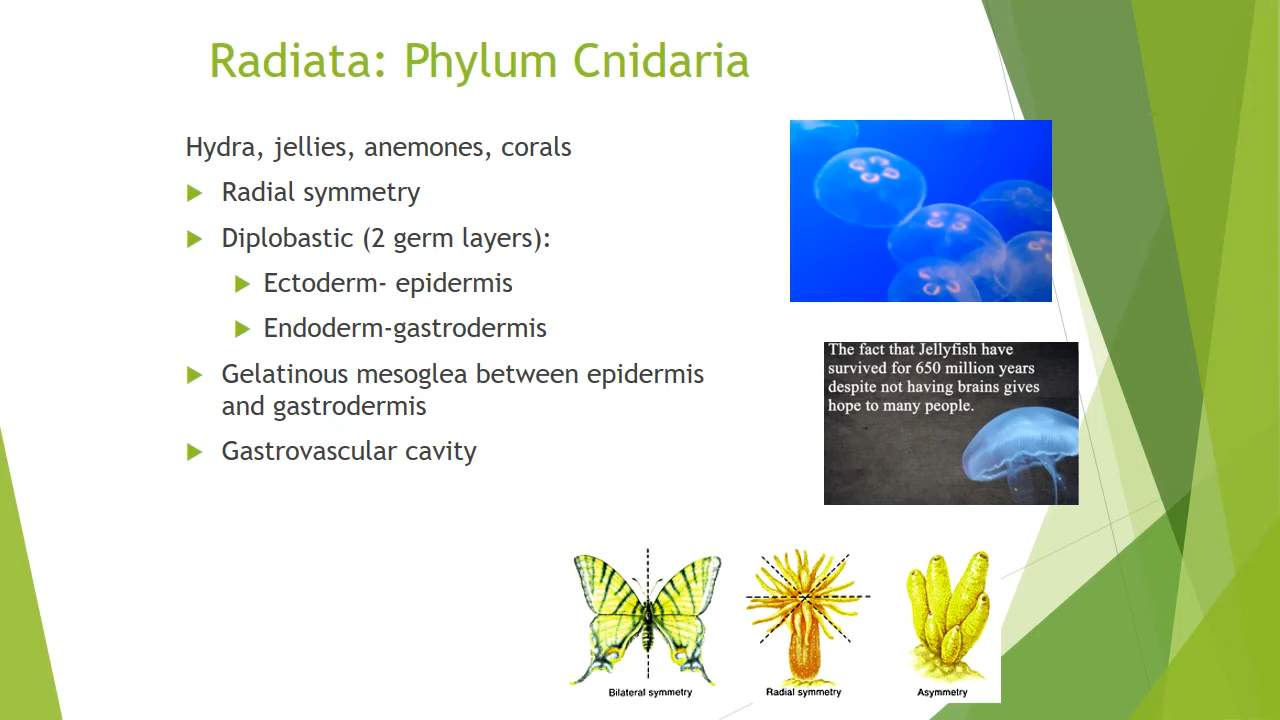 Radiata: Phylum Cnidaria
Hydra, jellies, anemones, corals
Radial symmetry
Diplobastic (2 germ layers):
Ectoderm- epidermis
Endoderm-gastrodermis
Gelatinous mesoglea between epidermis
and gastrodermis
Gastrovascular cavity
The fact that Jellyfish have
survived for 650 million years
despite not having brains gives
hope to many people.
Bilateral symmetry
Radial symmetry
Asymmetry